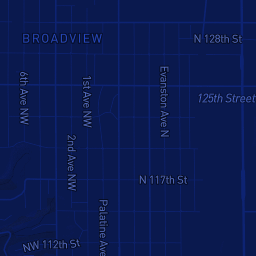 BROADVIEW
N 128th St
6th Ave NW
1st Ave NW
Evanston Ave N
125th Street
2nd Ave NW
N 117th St
Palatine Ave
NW 112th St